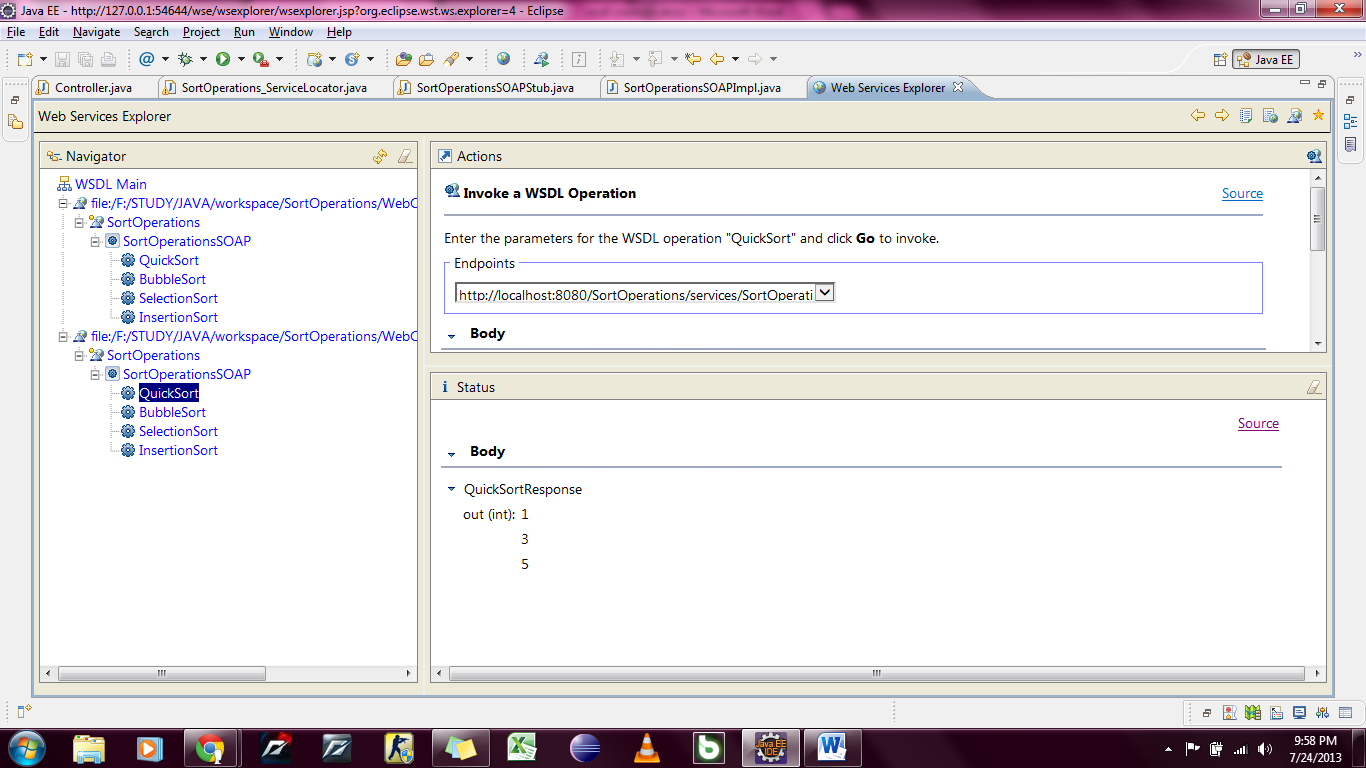 Java EE - http://127.0.0.1:54644/wse/wsexplorer/wsexplorer.jsp?org.eclipse.wst.ws.explorer=4 - Eclipse
File Edit Navigate Search Project Run Window Help
Java EE
Controller.java SortOperations_ServiceLocator.java SortOperationsSOAPStub.java SortOperationsSOAPImpl.java Web Services Explorer
Web Services Explorer
Navigator
WSDL Main
file:/F:/STUDY/JAVA/workspace/SortOperations/WebC
SortOperations
SortOperationsSOAP
QuickSort
BubbleSort
SelectionSort
InsertionSort
file:/F:/STUDY/JAVA/workspace/SortOperations/WebC
SortOperations
SortOperationsSOAP
QuickSort
BubbleSort
SelectionSort
InsertionSort
Actions
Invoke a WSDL Operation Source
Enter the parameters for the WSDL operation "QuickSort" and click Go to invoke.
Endpoints
http://localhost:8080/SortOperations/services/SortOperati
Body
Status
Source
Body
QuickSortResponse
out (int): 1
3
5
Java EE
IDE
9:58 PM
7/24/2013